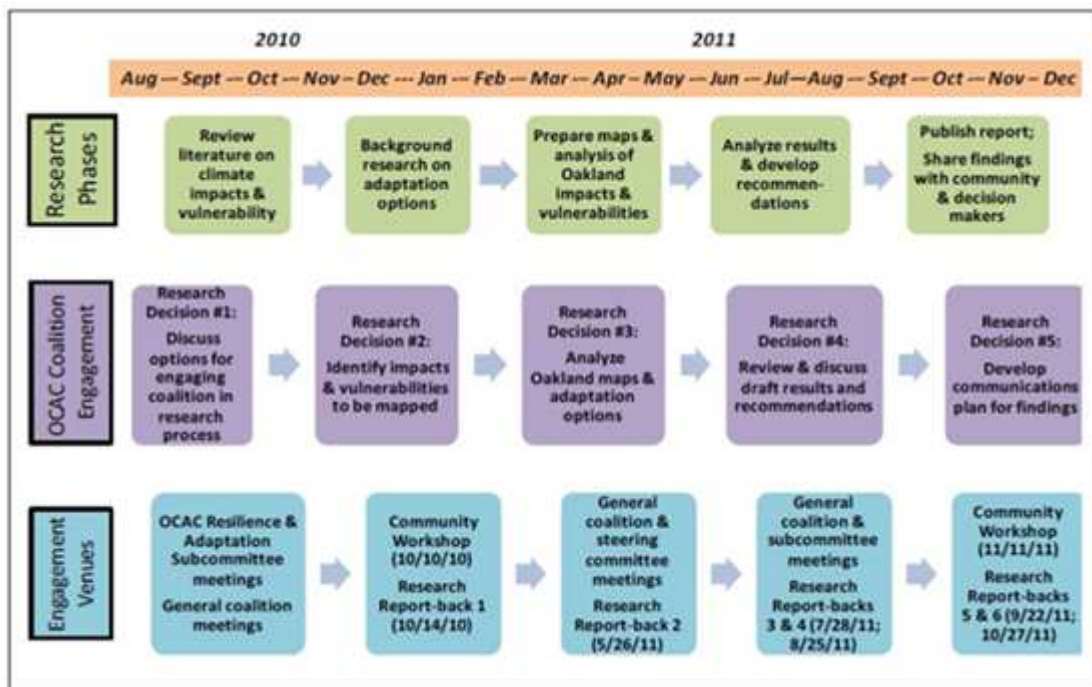 2010 2011
Aug --- Sept --- Oct --- Nov -- Dec --- Jan --- Feb --- Mar --- Apr -- May --- Jun --- Jul—Aug --- Sept --- Oct --- Nov --- Dec
Research
Phases
Review
literature on
climate
impacts &
vulnerability
Background
research on
adaptation
options
Prepare maps &
analysis of
Oakland
impacts &
vulnerabilities
Analyze results
& develop
recommen-
dations
Publish report;
Share findings
with community
& decision
makers
OCAC Coalition
Engagement
Research
Decision #1:
Discuss
options for
engaging
coalition in
research
process
Research
Decision #2:
Identify impacts
& vulnerabilities
to be mapped
Research
Decision #3:
Analyze
Oakland maps &
adaptation
options
Research
Decision #4:
Review & discuss
draft results and
recommendations
Research
Decision #5:
Develop
communications
plan for findings
Engagement
Venues
OCAC Resilience &
Adaptation
Subcommittee
meetings
General coalition
meetings
Community
Workshop
(10/10/10)
Research
Report-back 1
(10/14/10)
General
coalition &
steering
committee
meetings
Research
Report-back 2
(5/26/11)
General
coalition &
subcommittee
meetings
Research
Report-backs
3 & 4 (7/28/11;
8/25/11)
Community
Workshop
(11/11/11)
Research
Report-backs
5 & 6 (9/22/11;
10/27/11)